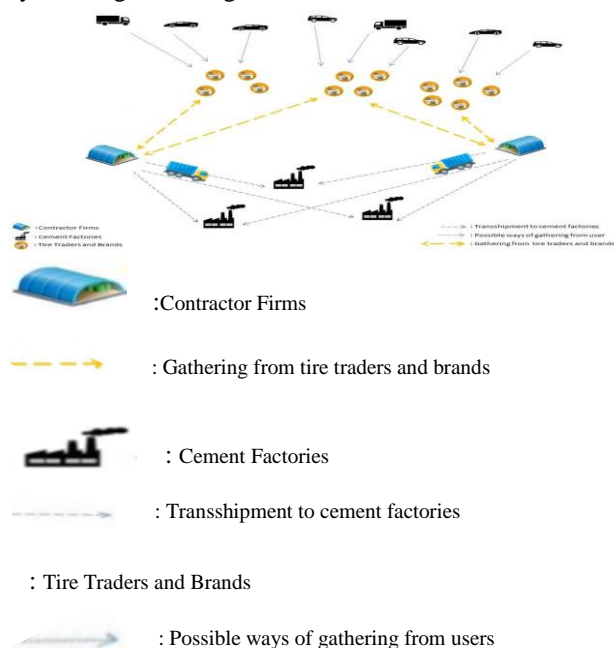 : Contractor Firms
: Cement Factories
: Tire Traders and Brands
: Transshipment to cement factories
: Possible ways of gathering from user
: Gathering from tire traders and brands
:Contractor Firms
: Gathering from tire traders and brands
: Cement Factories
: Transshipment to cement factories
: Tire Traders and Brands
: Possible ways of gathering from users